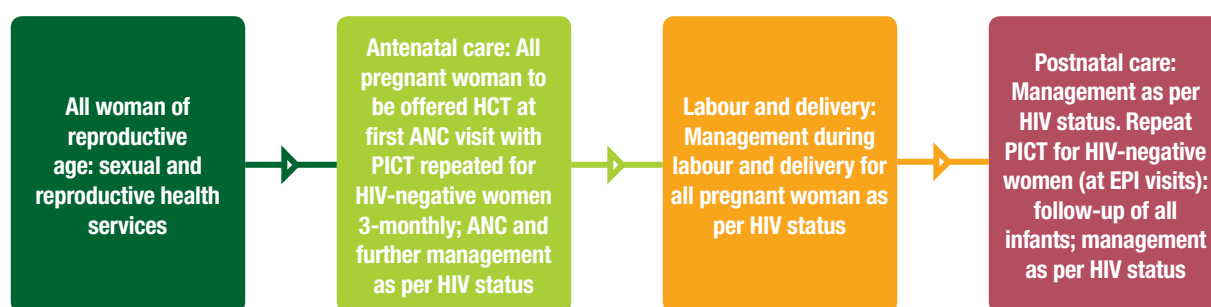 All woman of
reproductive
age: sexual and
reproductive health
services
Antenatal care: All
pregnant woman to
be offered HCT at
first ANC visit with
PICT repeated for
HIV-negative women
3-monthly; ANC and
further management
as per HIV status
Labour and delivery:
Management during
labour and delivery for
all pregnant woman as
per HIV status
Postnatal care:
Management as per
HIV status. Repeat
PICT for HIV-negative
women (at EPI visits):
follow-up of all
infants; management
as per HIV status